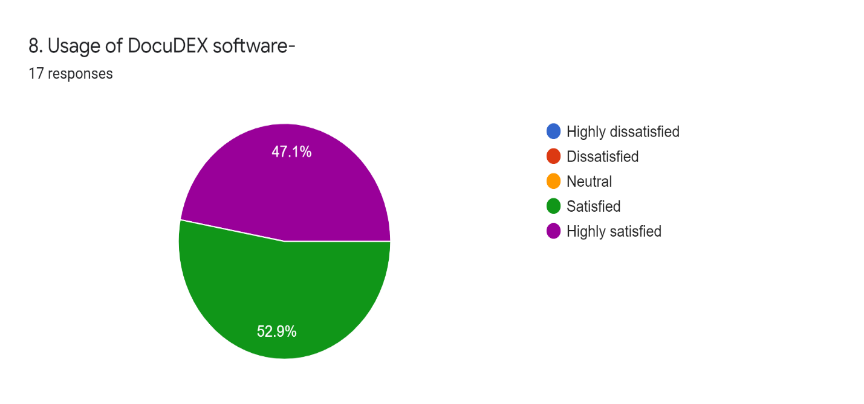 8. Usage of DocuDEX software-
17 responses
47.1%
52.9%
Highly dissatisfied
Dissatisfied
Neutral
Satisfied
Highly satisfied